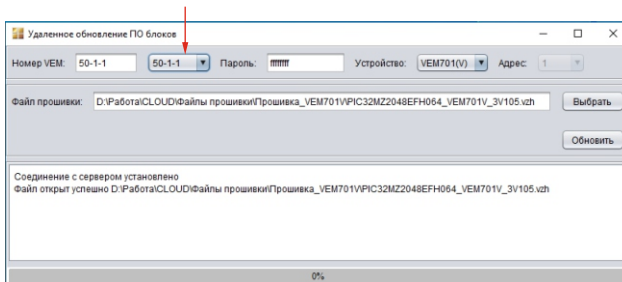 Удаленное обновление ПО блоков
Номер VEM: 50-1-1 50-1-1 Пароль: ffffffff Устройство: VEM701(V) Адрес: 1
Файл прошивки: D:\Работа\CLOUD\Файлы прошивки\Прошивка_VEM701V\PIC32MZ2048EFH064_VEM701V_3V105.vzh Выбрать
Обновить
Соединение с сервером установлено
Файл открыт успешно D:\Работа\CLOUD\Файлы прошивки\Прошивка_VEM701V\PIC32MZ2048EFH064_VEM701V_3V105.vzh
0%